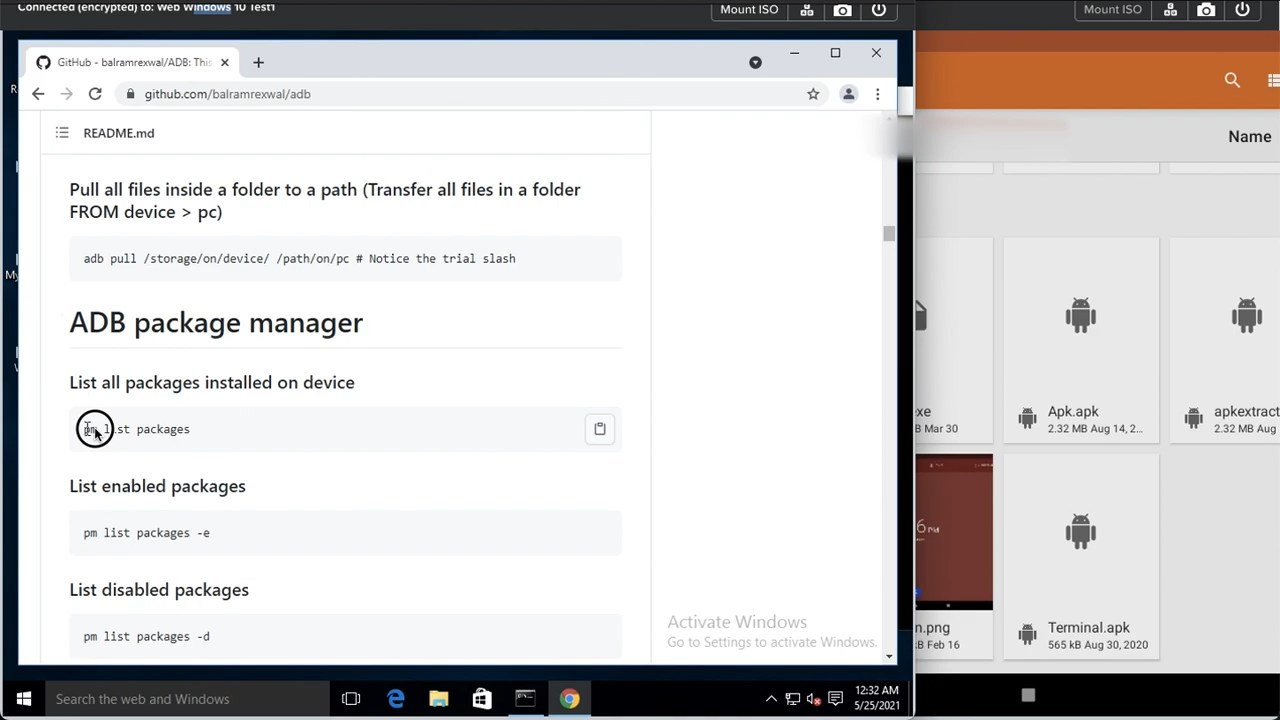 Connected (encrypted) to: Web Windows 10 Test1
Mount ISO
Mount ISO
GitHub - balramrexwal/ADB: This
github.com/balramrexwal/adb
README.md
Pull all files inside a folder to a path (Transfer all files in a folder
FROM device > pc)
adb pull /storage/on/device/ /path/on/pc # Notice the trial slash
ADB package manager
List all packages installed on device
pm list packages
List enabled packages
pm list packages -e
List disabled packages
pm list packages -d
Activate Windows
Go to Settings to activate Windows.
Search the web and Windows
12:32 AM
5/25/2021
Name
xe
B Mar 30
Apk.apk
2.32 MB Aug 14, 2...
apkextract
2.32 MB Aug
n.png
kB Feb 16
Terminal.apk
565 kB Aug 30, 2020